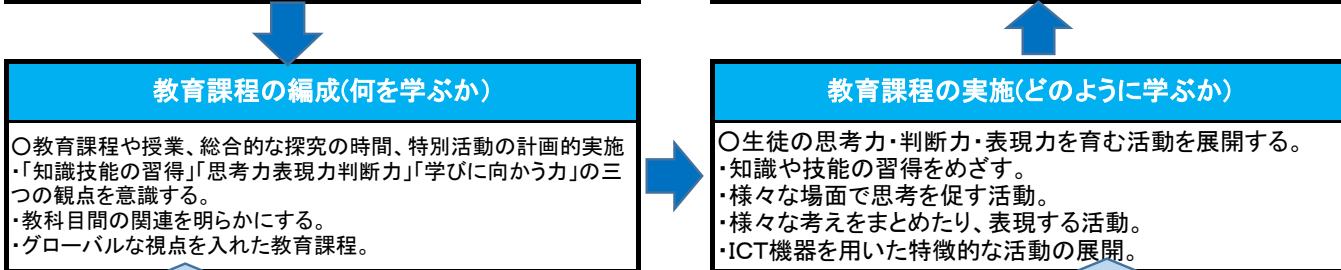 教育課程の編成(何を学ぶか)
〇教育課程や授業、総合的な探究の時間、特別活動の計画的実施
・「知識技能の習得」「思考力表現力判断力」「学びに向かう力」の三
つの観点を意識する。
・教科目間の関連を明らかにする。
・グローバルな視点を入れた教育課程。
教育課程の実施(どのように学ぶか)
〇生徒の思考力・判断力・表現力を育む活動を展開する。
・知識や技能の習得をめざす。
・様々な場面で思考を促す活動。
・様々な考えをまとめたり、表現する活動。
・ICT機器を用いた特徴的な活動の展開。